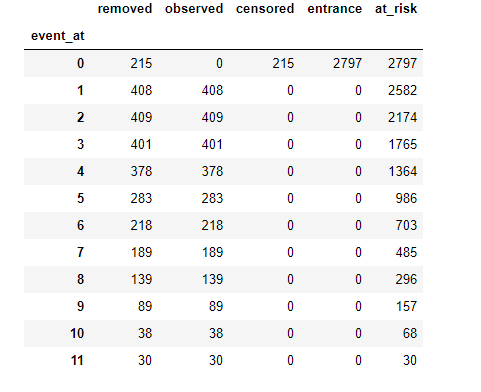 removed observed censored entrance at_risk
event_at
0 215 0 215 2797 2797
1 408 408 0 0 2582
2 409 409 0 0 2174
3 401 401 0 0 1765
4 378 378 0 0 1364
5 283 283 0 0 986
6 218 218 0 0 703
7 189 189 0 0 485
8 139 139 0 0 296
9 89 89 0 0 157
10 38 38 0 0 68
11 30 30 0 0 30